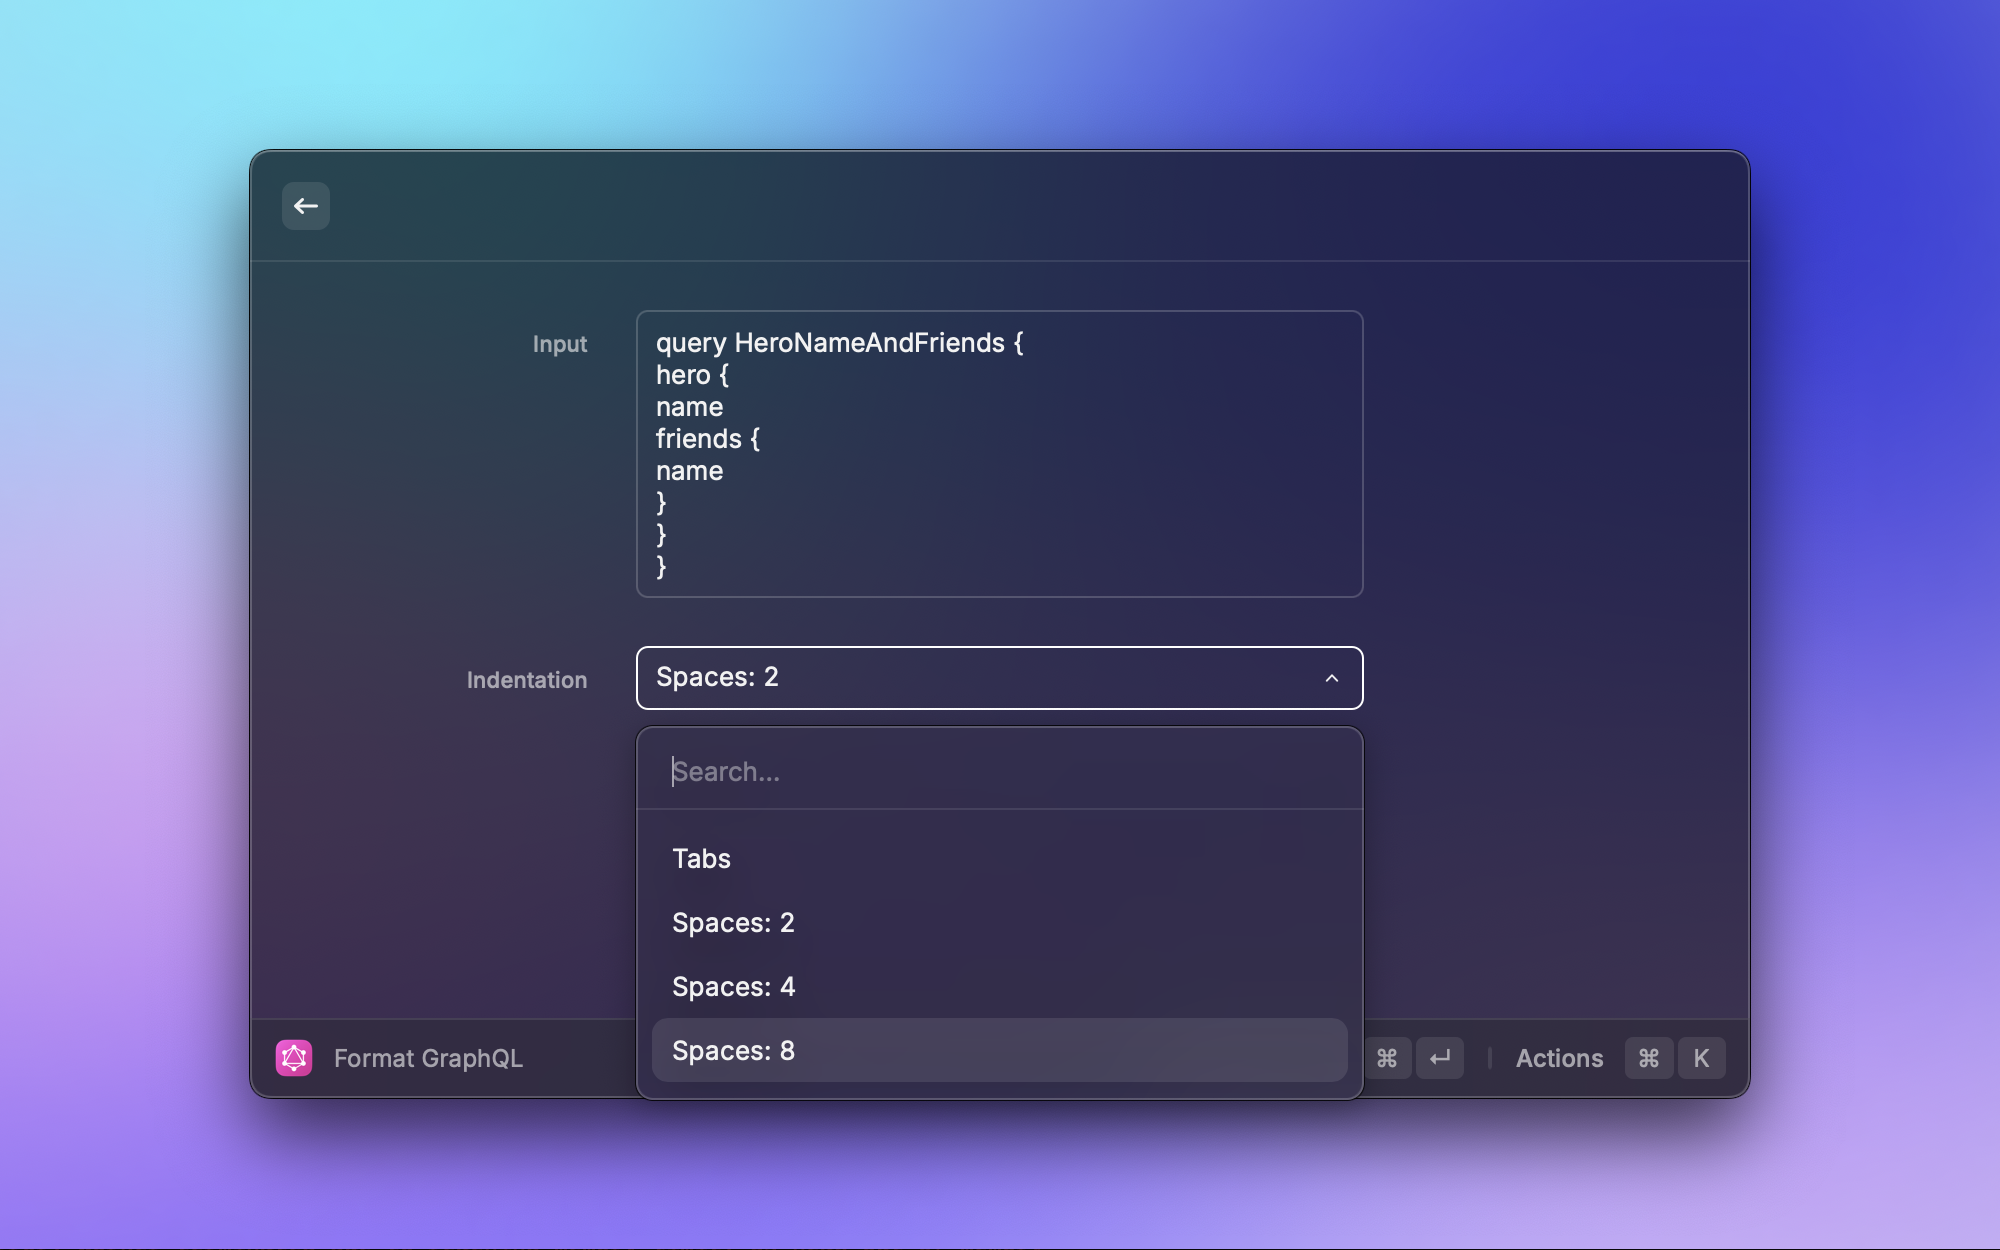 Input
query HeroNameAndFriends {
hero {
name
friends {
name
}
}
}
Indentation
Spaces: 2
Search...
Tabs
Spaces: 2
Spaces: 4
Spaces: 8
Format GraphQL
⌘ ↵ Actions ⌘ K